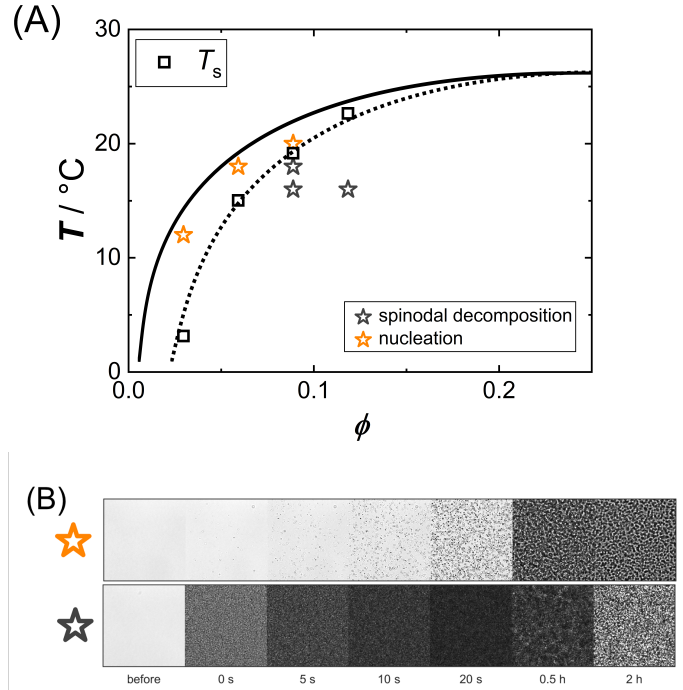 (A)
30
20
10
0
T / °C
Ts
spinodal decomposition
nucleation
0.0
0.1
0.2
ϕ
(B)
before 0 s 5 s 10 s 20 s 0.5 h 2 h